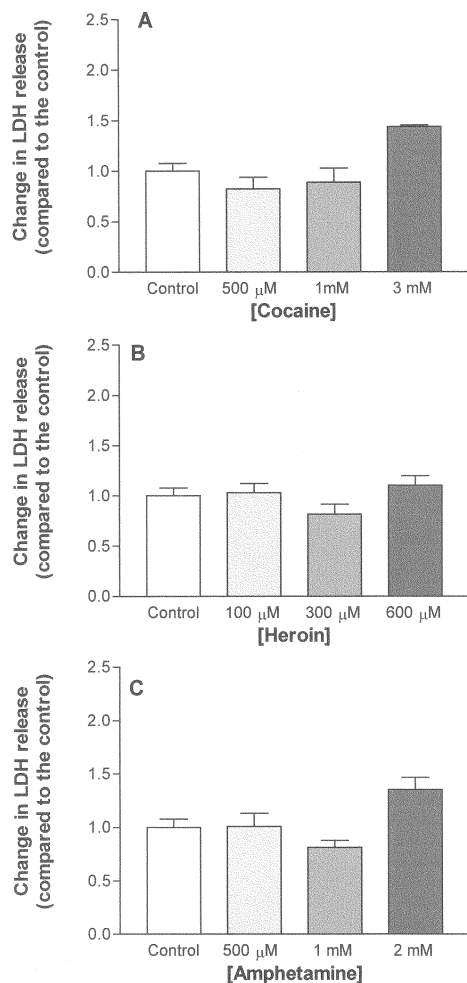 A
Change in LDH release
(compared to the control)
2.5
2.0
1.5
1.0
0.5
0.0
Control 500 μM 1mM 3 mM
[Cocaine]
B
Change in LDH release
(compared to the control)
2.5
2.0
1.5
1.0
0.5
0.0
Control 100 μM 300 μM 600 μM
[Heroin]
C
Change in LDH release
(compared to the control)
2.5
2.0
1.5
1.0
0.5
0.0
Control 500 μM 1 mM 2 mM
[Amphetamine]